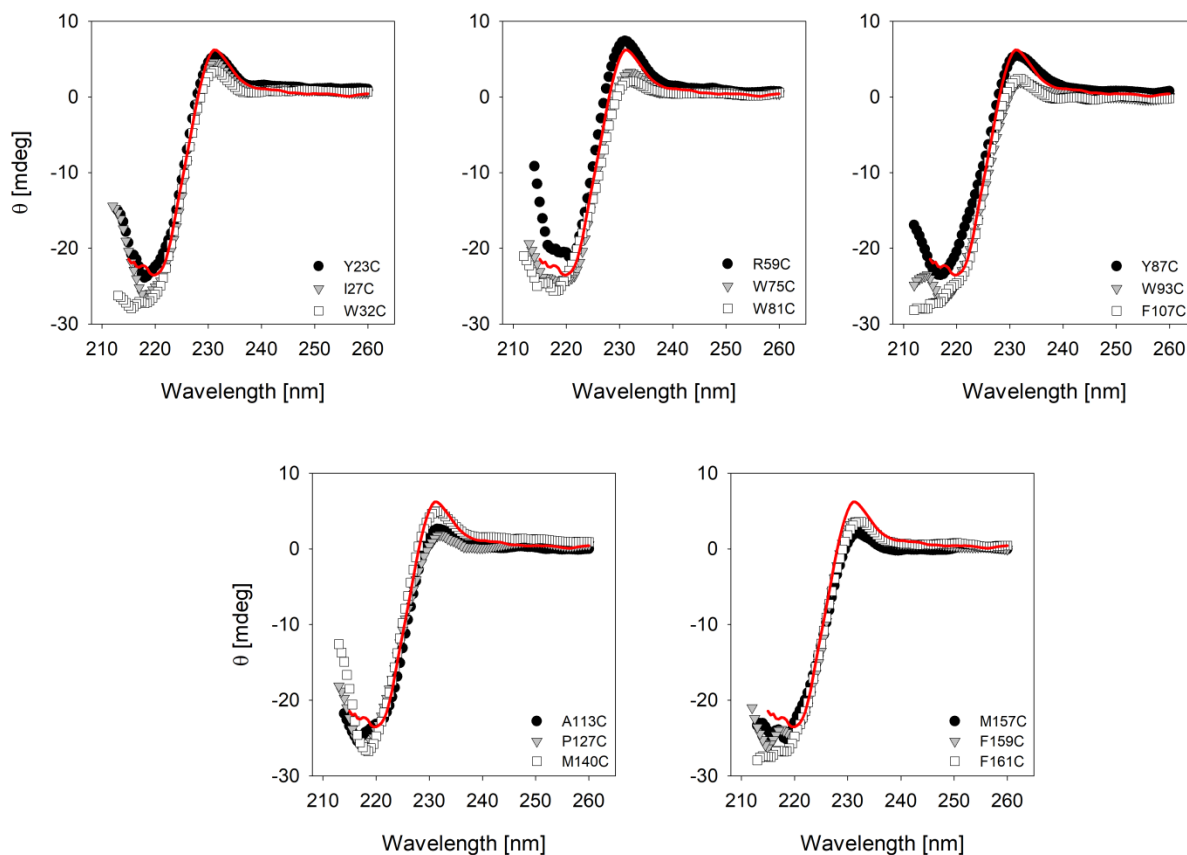 10
0
-10
-20
-30
θ [mdeg]
210 220 230 240 250 260
Wavelength [nm]
Y23C
I27C
W32C
10
0
-10
-20
-30
210 220 230 240 250 260
Wavelength [nm]
R59C
W75C
W81C
10
0
-10
-20
-30
210 220 230 240 250 260
Wavelength [nm]
Y87C
W93C
F107C
10
0
-10
-20
-30
θ [mdeg]
210 220 230 240 250 260
Wavelength [nm]
A113C
P127C
M140C
10
0
-10
-20
-30
θ [mdeg]
210 220 230 240 250 260
Wavelength [nm]
M157C
F159C
F161C